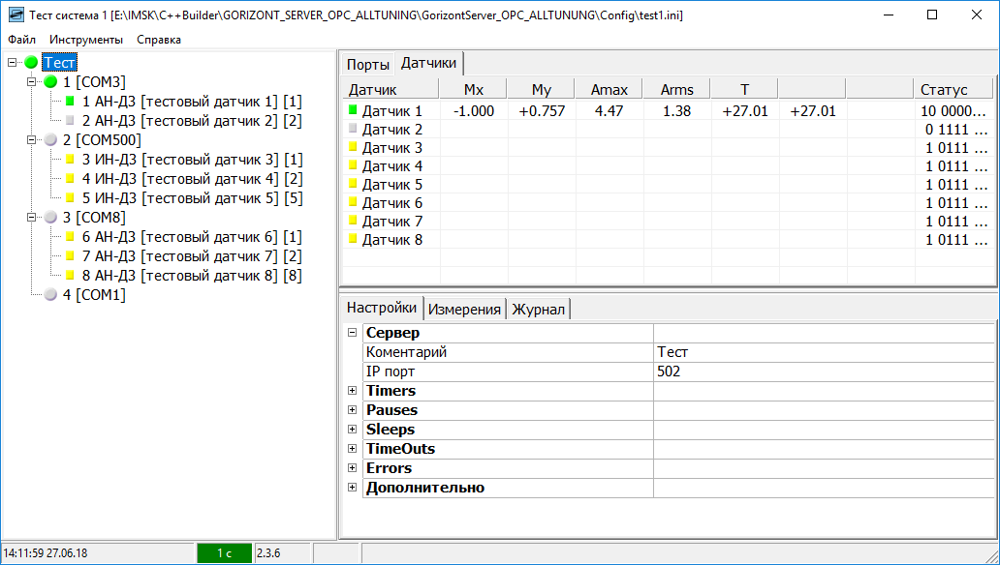 Тест система 1 [E:\IMSK\C++Builder\GORIZONT_SERVER_OPC_ALLTUNING\GorizontServer_OPC_ALLTUNUNG\Config\test1.ini]
Файл Инструменты Справка
Тест
1 [COM3]
1 АН-Д3 [тестовый датчик 1] [1]
2 АН-Д3 [тестовый датчик 2] [2]
2 [COM500]
3 ИН-Д3 [тестовый датчик 3] [1]
4 ИН-Д3 [тестовый датчик 4] [2]
5 ИН-Д3 [тестовый датчик 5] [5]
3 [COM8]
6 АН-Д3 [тестовый датчик 6] [1]
7 АН-Д3 [тестовый датчик 7] [2]
8 АН-Д3 [тестовый датчик 8] [8]
4 [COM1]
Порты Датчики
Датчик Mx My Amax Arms T Статус
Датчик 1 -1.000 +0.757 4.47 1.38 +27.01 +27.01 10 0000...
Датчик 2 0 1111 ...
Датчик 3 1 0111 ...
Датчик 4 1 0111 ...
Датчик 5 1 0111 ...
Датчик 6 1 0111 ...
Датчик 7 1 0111 ...
Датчик 8 1 0111 ...
Настройки Измерения Журнал
Сервер
Коментарий Тест
IP порт 502
Timers
Pauses
Sleeps
TimeOuts
Errors
Дополнительно
14:11:59 27.06.18 1 с 2.3.6